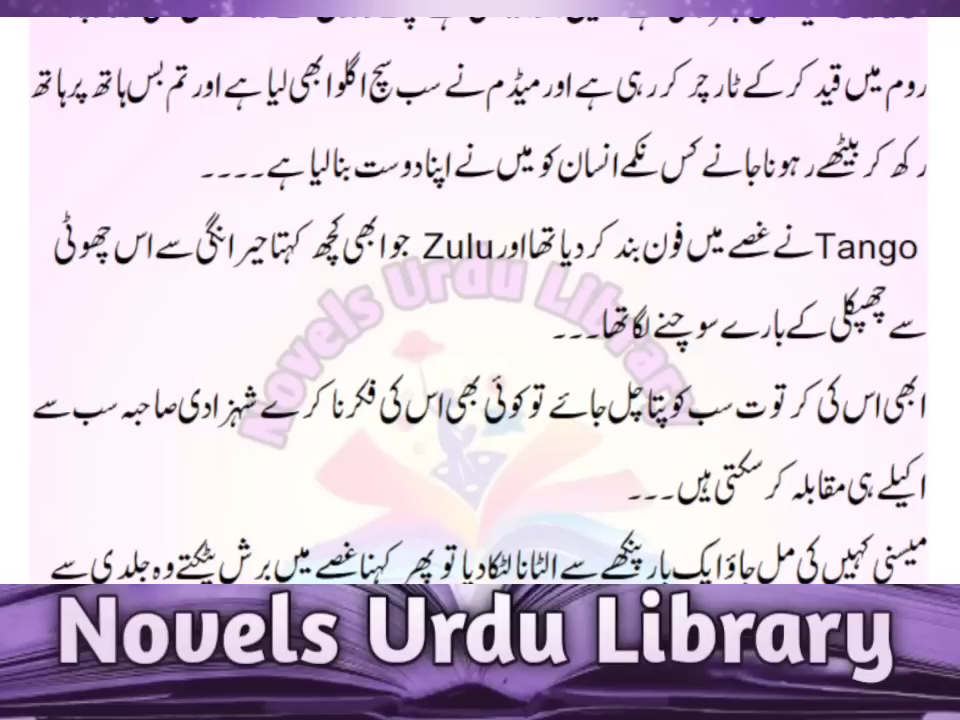 روم میں قید کر کے ٹارچر کر رہی ہے اور میڈم نے سب سچ اگلوا بھی لیا ہے اور تم بس ہاتھ پر ہاتھ
رکھ کر بیٹھے رہو نا جانے کس نکمے انسان کو میں نے اپنا دوست بنا لیا ہے۔۔۔۔
Tango نے غصے میں فون بند کر دیا تھا اور Zulu جو ابھی کچھ کہتا حیرانگی سے اس چھوٹی
سے چھپکلی کے بارے سوچنے لگا تھا۔۔۔
ابھی اس کی کرتوت سب کو پتا چل جائے تو کوئی بھی اس کی فکر نا کرے شہزادی صاحبہ سب سے
اکیلے ہی مقابلہ کر سکتی ہیں۔۔۔
میسنی کہیں کی مل جاؤ ایک بار پنکھے سے الٹا نا لٹکا دیا تو پھر کہنا غصے میں برش پٹکتے وہ جلدی سے
Novels Urdu Library
Novels Urdu Library